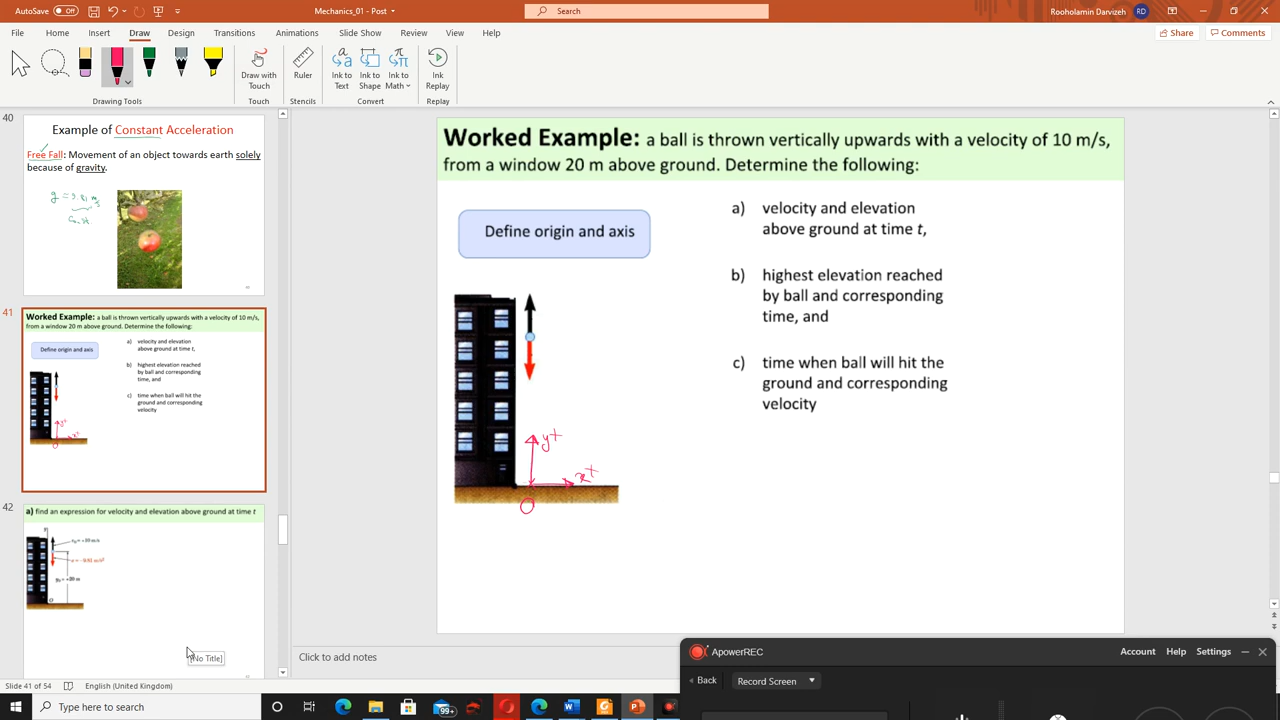 AutoSave Off
Mechanics_01 - Post
Search
Rooholamin Darvizeh RD
File Home Insert Draw Design Transitions Animations Slide Show Review View Help
Share Comments
Draw with Touch
Ruler
Ink to Text
Ink to Shape
Ink to Math
Ink Replay
Drawing Tools
Touch
Stencils
Convert
Replay
40
Example of Constant Acceleration
Free Fall: Movement of an object towards earth solely
because of gravity.
41
Worked Example: a ball is thrown vertically upwards with a velocity of 10 m/s,
from a window 20 m above ground. Determine the following:
Define origin and axis
a) velocity and elevation
above ground at time t,
b) highest elevation reached
by ball and corresponding
time, and
c) time when ball will hit the
ground and corresponding
velocity
42
a) find an expression for velocity and elevation above ground at time t
[No Title]
Worked Example: a ball is thrown vertically upwards with a velocity of 10 m/s,
from a window 20 m above ground. Determine the following:
Define origin and axis
a) velocity and elevation
above ground at time t,
b) highest elevation reached
by ball and corresponding
time, and
c) time when ball will hit the
ground and corresponding
velocity
O
Click to add notes
ApowerREC
Account Help Settings
Back
Record Screen
Slide 41 of 54
English (United Kingdom)
Type here to search
99+